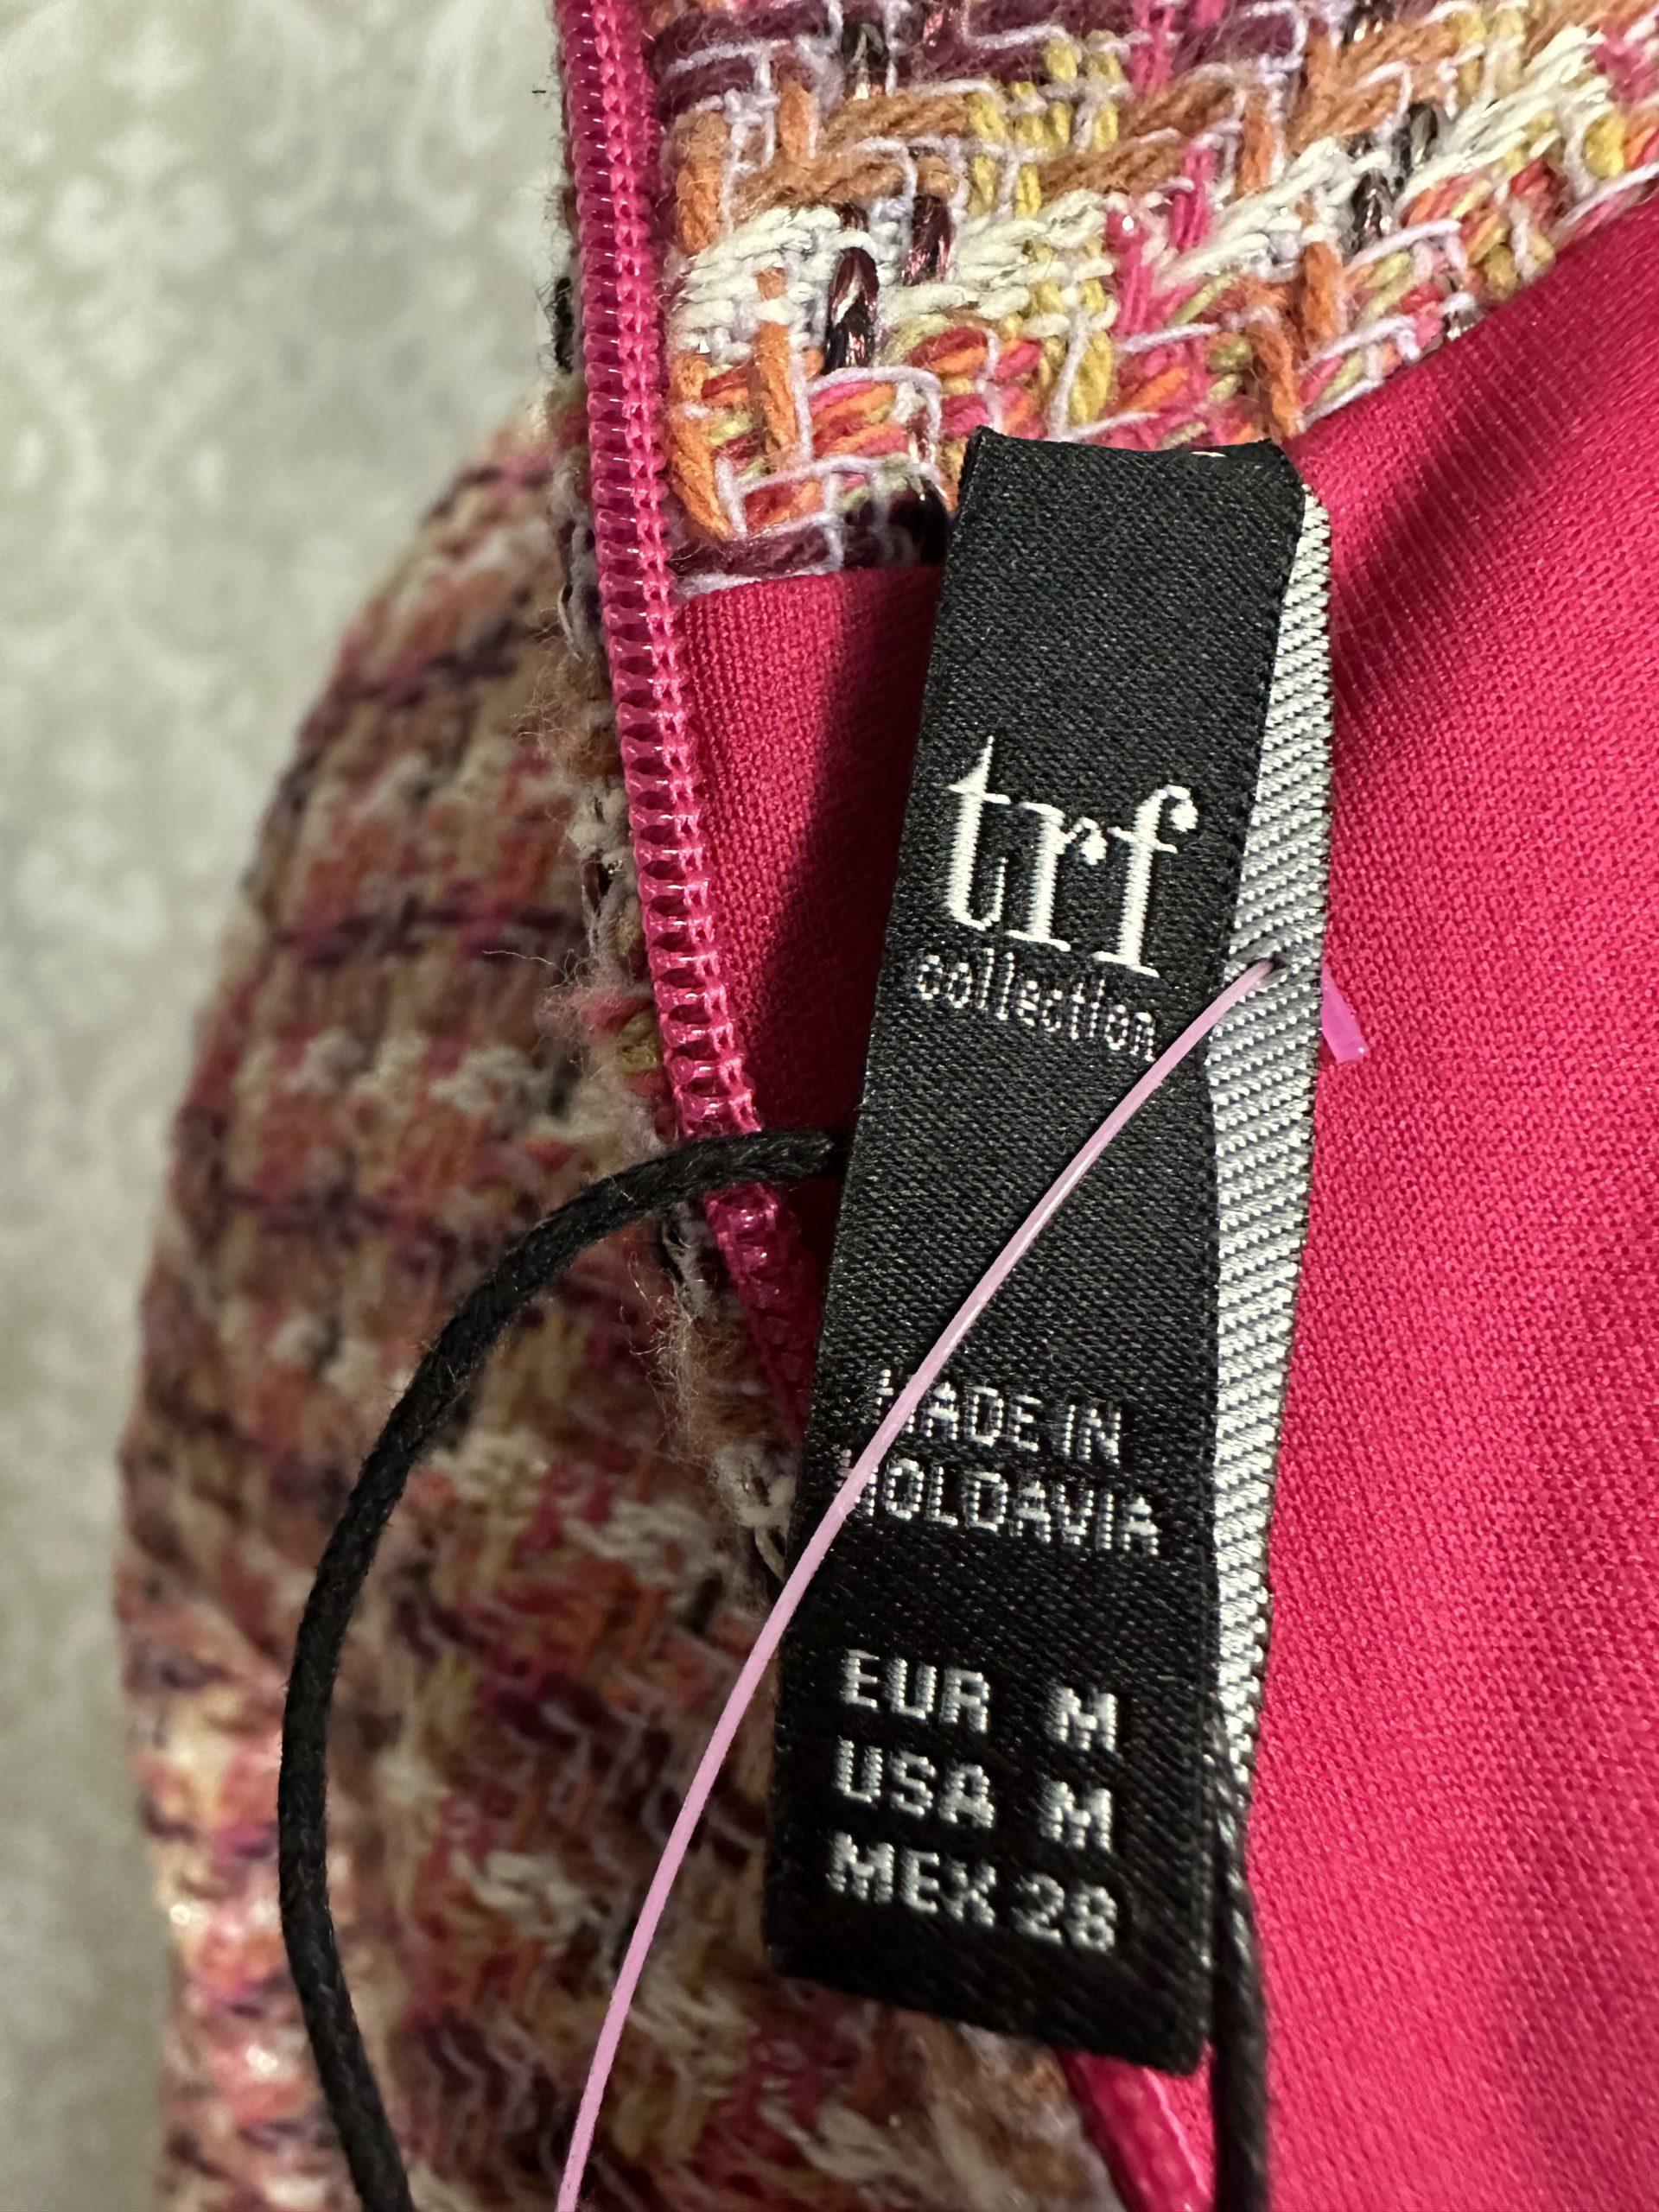 trf
collection
MADE IN
MOLDAVIA
EUR M
USA M
MEX 28